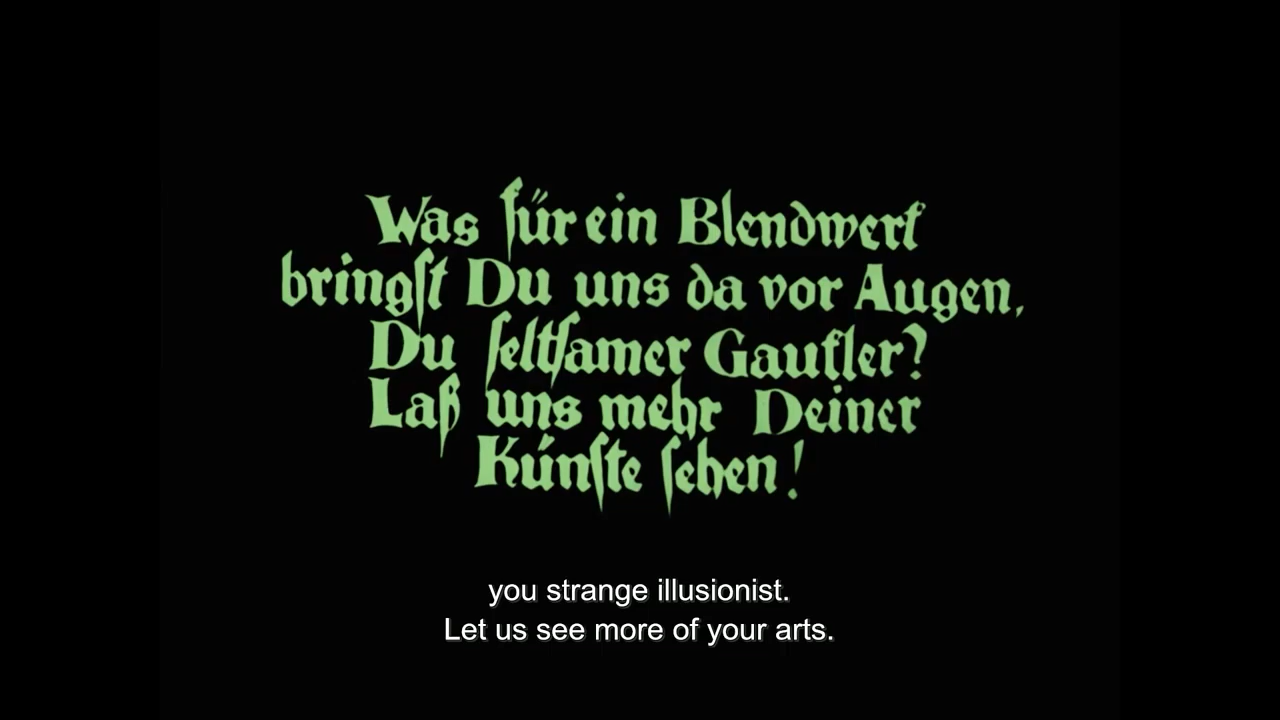 Was für ein Blendwerk
bringst Du uns da vor Augen,
Du seltsamer Gaukler?
Laß uns mehr Deiner
Künste sehen!
you strange illusionist.
Let us see more of your arts.